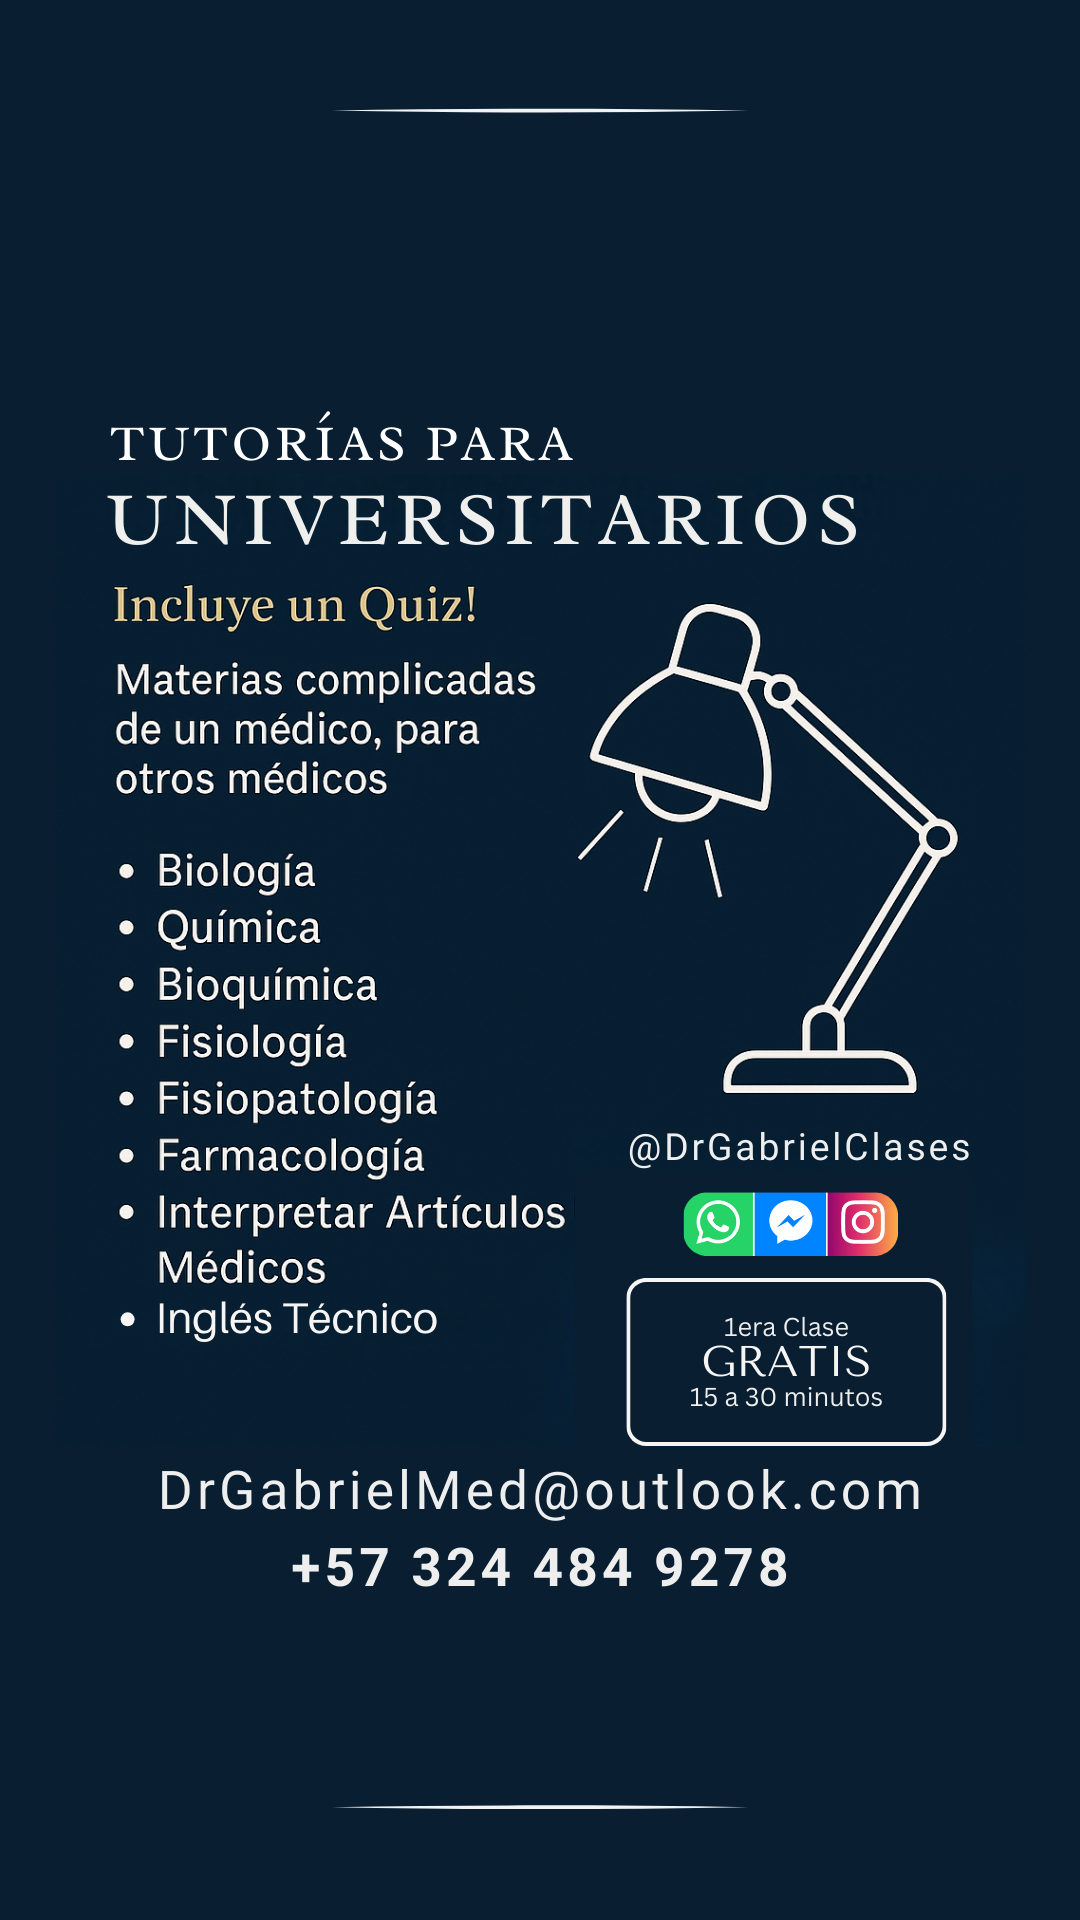 TUTORÍAS PARA
UNIVERSITARIOS
Incluye un Quiz!
Materias complicadas
de un médico, para
otros médicos
• Biología
• Química
• Bioquímica
• Fisiología
• Fisiopatología
• Farmacología
• Interpretar Artículos
Médicos
• Inglés Técnico
@DrGabrielClases
1era Clase
GRATIS
15 a 30 minutos
DrGabrielMed@outlook.com
+57 324 484 9278